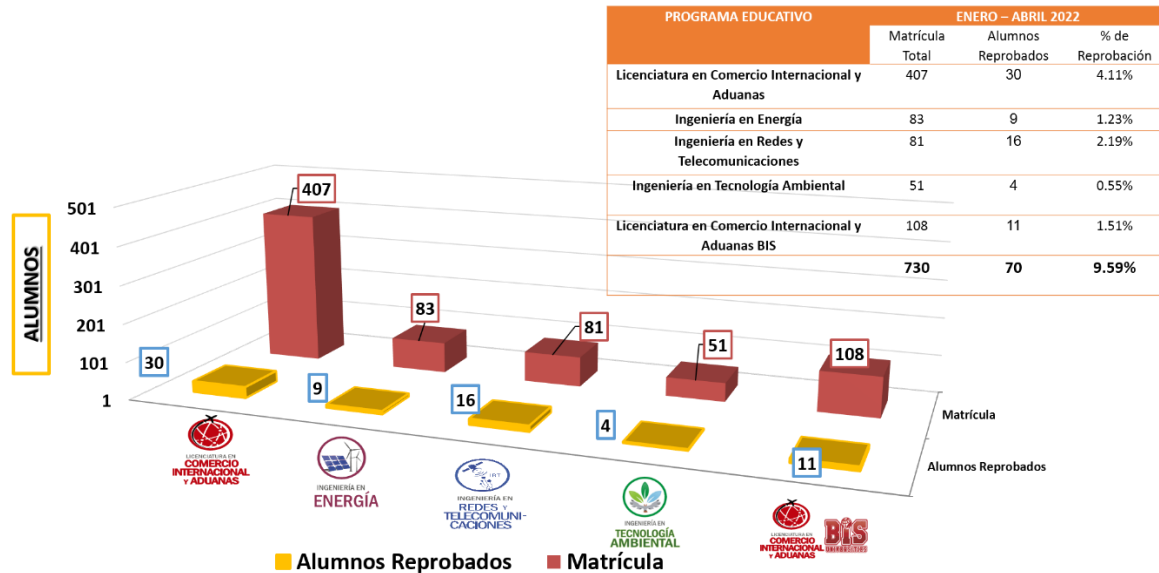 PROGRAMA EDUCATIVO ENERO – ABRIL 2022
Matrícula Total Alumnos Reprobados % de Reprobación
Licenciatura en Comercio Internacional y Aduanas 407 30 4.11%
Ingeniería en Energía 83 9 1.23%
Ingeniería en Redes y Telecomunicaciones 81 16 2.19%
Ingeniería en Tecnología Ambiental 51 4 0.55%
Licenciatura en Comercio Internacional y Aduanas BIS 108 11 1.51%
730 70 9.59%
ALUMNOS
501
401
301
201
101
1
407
83
81
51
108
30
9
16
4
11
Matrícula
Alumnos Reprobados
LICENCIATURA EN
COMERCIO
INTERNACIONAL
Y ADUANAS
INGENIERÍA EN
ENERGÍA
IRT
INGENIERÍA EN
REDES Y
TELECOMUNI-
CACIONES
INGENIERÍA EN
TECNOLOGÍA
AMBIENTAL
LICENCIATURA EN
COMERCIO
INTERNACIONAL
Y ADUANAS
BIS
Alumnos Reprobados Matrícula